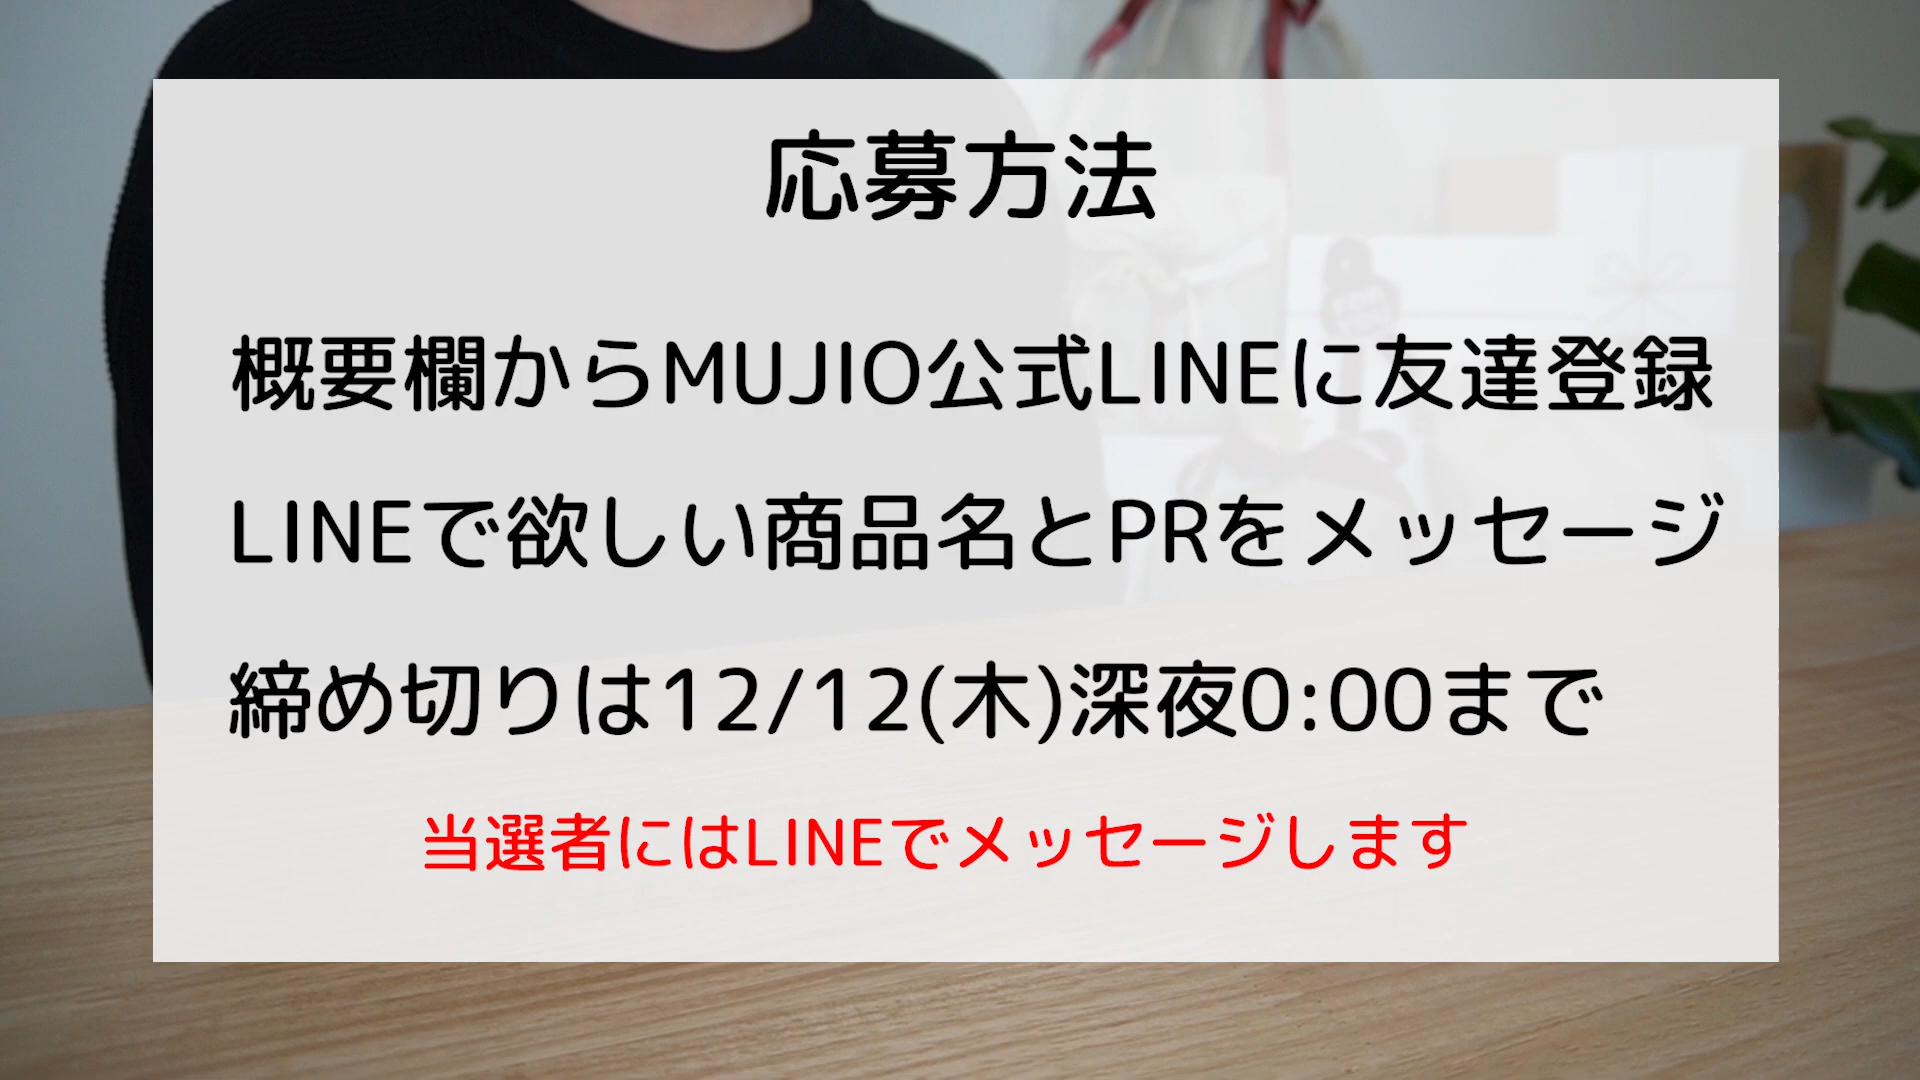 応募方法
概要欄からMUJIO公式LINEに友達登録
LINEで欲しい商品名とPRをメッセージ
締め切りは12/12(木)深夜0:00まで
当選者にはLINEでメッセージします